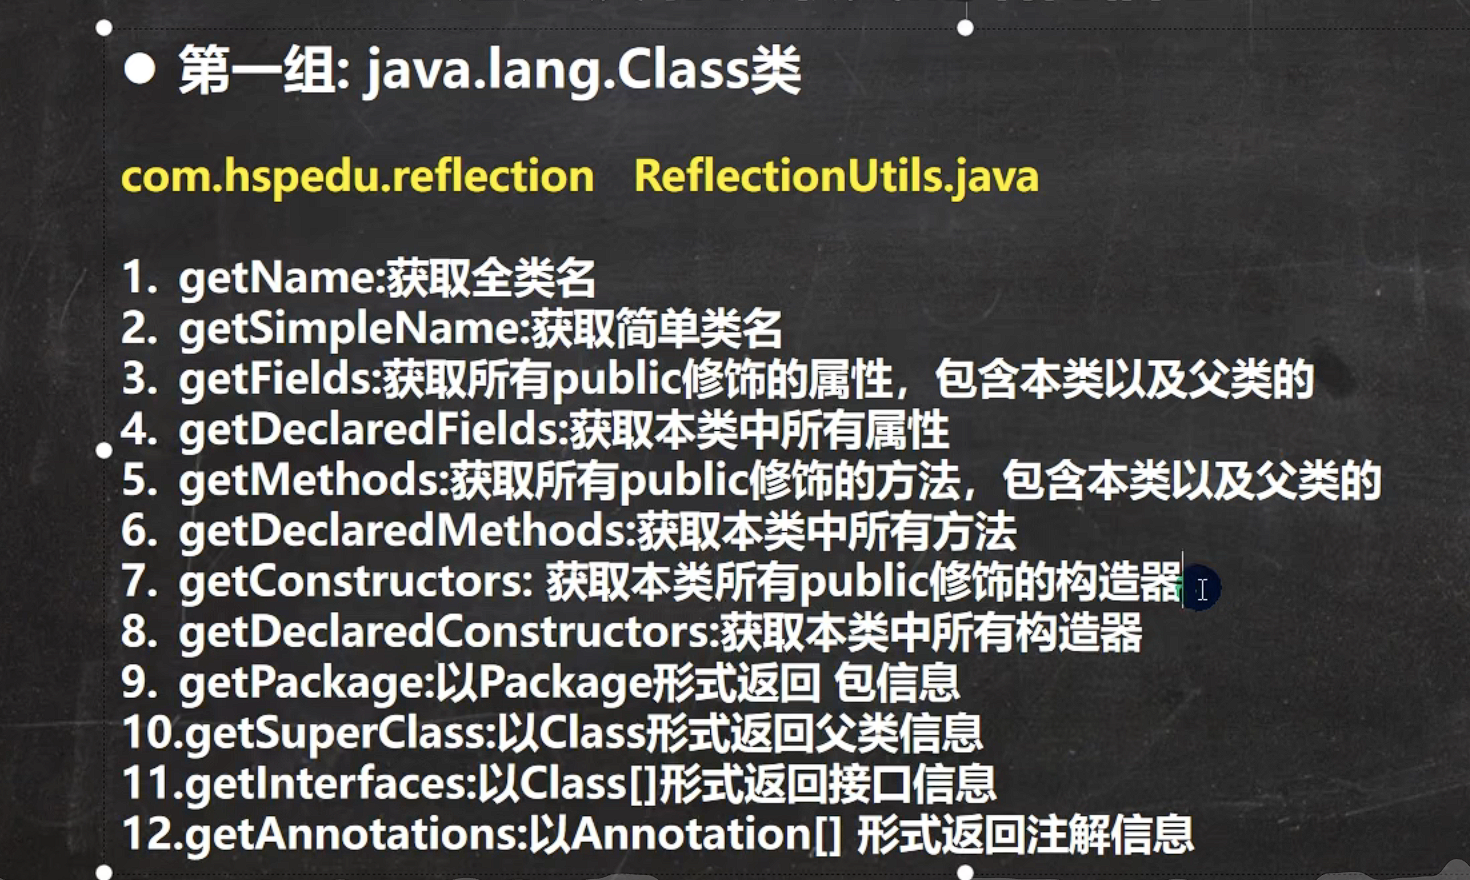 ● 第一组: java.lang.Class类
com.hspedu.reflection ReflectionUtils.java
1. getName:获取全类名
2. getSimpleName:获取简单类名
3. getFields:获取所有public修饰的属性，包含本类以及父类的
4. getDeclaredFields:获取本类中所有属性
5. getMethods:获取所有public修饰的方法，包含本类以及父类的
6. getDeclaredMethods:获取本类中所有方法
7. getConstructors: 获取本类所有public修饰的构造器
8. getDeclaredConstructors:获取本类中所有构造器
9. getPackage:以Package形式返回 包信息
10.getSuperClass:以Class形式返回父类信息
11.getInterfaces:以Class[]形式返回接口信息
12.getAnnotations:以Annotation[] 形式返回注解信息